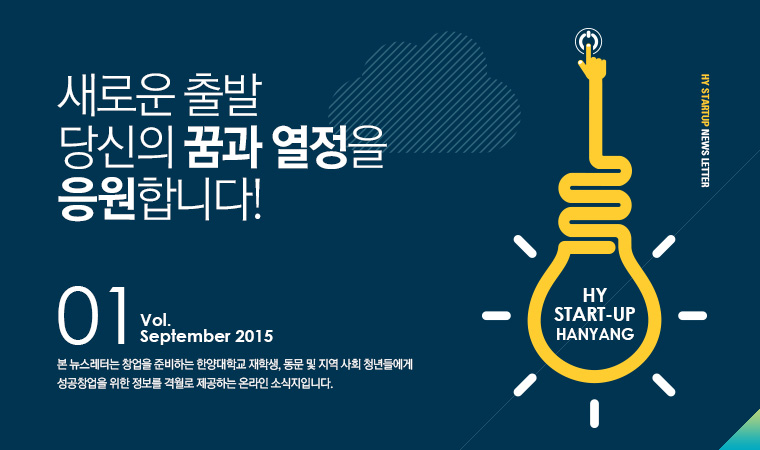 새로운 출발
당신의 꿈과 열정을
응원합니다!
01 Vol.
September 2015
본 뉴스레터는 창업을 준비하는 한양대학교 재학생, 동문 및 지역 사회 청년들에게
성공창업을 위한 정보를 격월로 제공하는 온라인 소식지입니다.
HY
START-UP
HANYANG
HY STARTUP NEWS LETTER